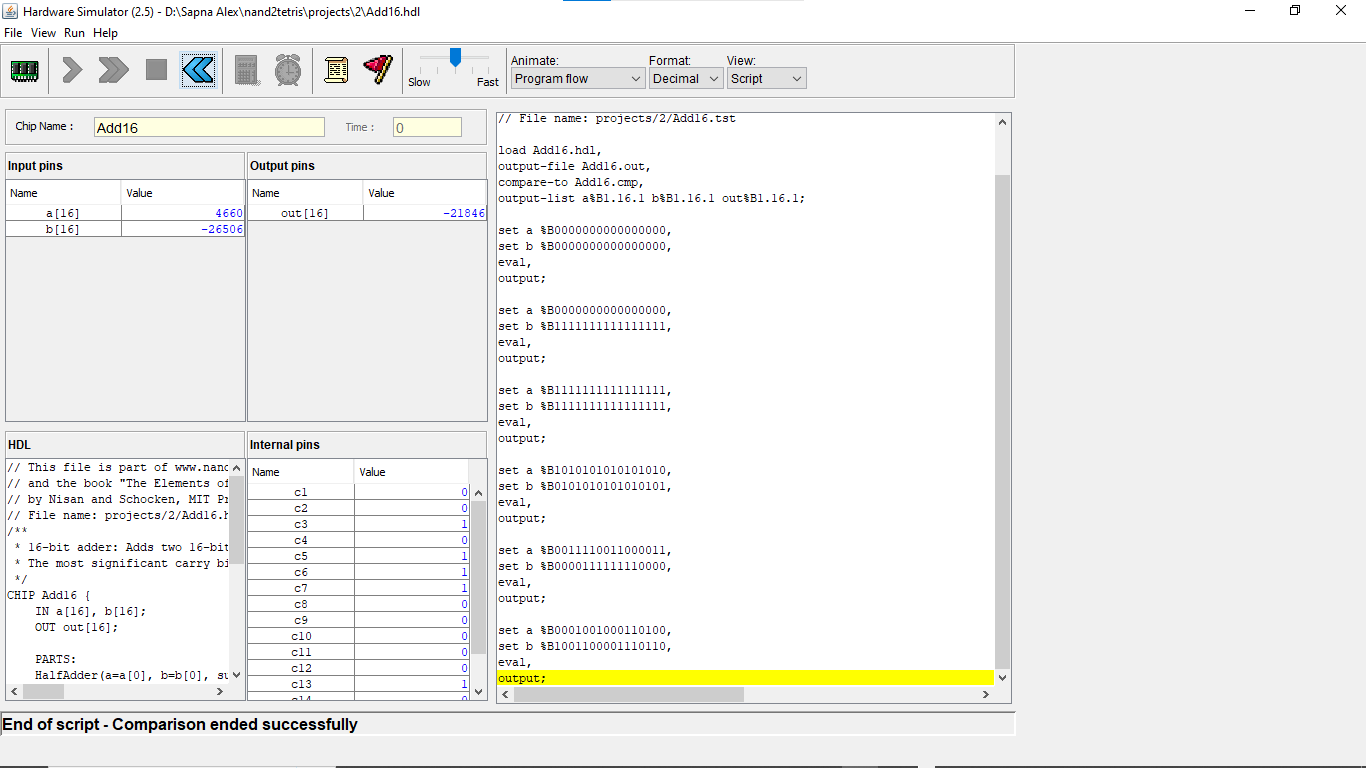 Hardware Simulator (2.5) - D:\Sapna Alex\nand2tetris\projects\2\Add16.hdl
File View Run Help
Animate: Format: View:
Slow Fast Program flow Decimal Script
Chip Name : Add16 Time : 0
Input pins
Name Value
a[16] 4660
b[16] -26506
Output pins
Name Value
out[16] -21846
HDL
// This file is part of www.nand
// and the book "The Elements of
// by Nisan and Schocken, MIT Pr
// File name: projects/2/Add16.h
/**
* 16-bit adder: Adds two 16-bit
* The most significant carry bi
*/
CHIP Add16 {
IN a[16], b[16];
OUT out[16];
PARTS:
HalfAdder(a=a[0], b=b[0], su
Internal pins
Name Value
c1 0
c2 0
c3 1
c4 0
c5 1
c6 1
c7 1
c8 0
c9 0
c10 0
c11 0
c12 0
c13 1
c14 0
// File name: projects/2/Add16.tst
load Add16.hdl,
output-file Add16.out,
compare-to Add16.cmp,
output-list a%B1.16.1 b%B1.16.1 out%B1.16.1;
set a %B0000000000000000,
set b %B0000000000000000,
eval,
output;
set a %B0000000000000000,
set b %B1111111111111111,
eval,
output;
set a %B1111111111111111,
set b %B1111111111111111,
eval,
output;
set a %B1010101010101010,
set b %B0101010101010101,
eval,
output;
set a %B0011110011000011,
set b %B0000111111110000,
eval,
output;
set a %B0001001000110100,
set b %B1001100001110110,
eval,
output;
End of script - Comparison ended successfully